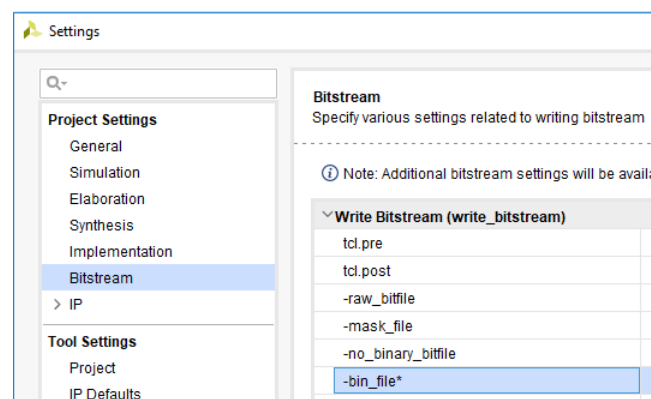 Settings
Project Settings
General
Simulation
Elaboration
Synthesis
Implementation
Bitstream
IP
Tool Settings
Project
IP Defaults
Bitstream
Specify various settings related to writing bitstream
Note: Additional bitstream settings will be
Write Bitstream (write_bitstream)
tcl.pre
tcl.post
-raw_bitfile
-mask_file
-no_binary_bitfile
-bin_file*